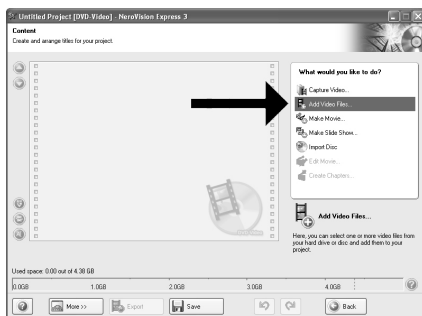 Untitled Project [DVD-Video] - NeroVision Express 3
Content
Create and arrange titles for your project.
What would you like to do?
Capture Video...
Add Video Files...
Make Movie...
Make Slide Show...
Import Disc
Edit Movie...
Create Chapters...
Add Video Files...
Here, you can select one or more video files from
your hard drive or disc and add them to your
project.
Used space: 0.00 out of 4.38 GB
0.0GB 1.0GB 2.0GB 3.0GB 4.0GB
More >> Export Save Back